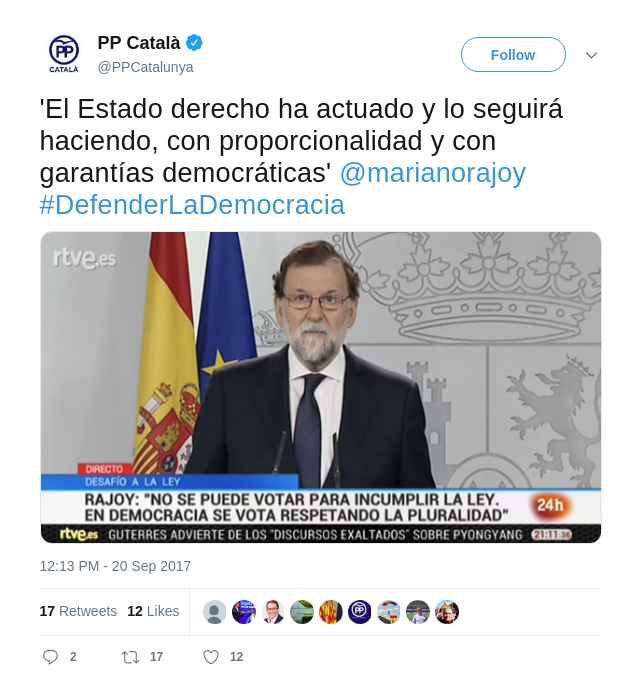 PP Català
@PPCatalunya
PP
CATALÀ
Follow
'El Estado derecho ha actuado y lo seguirá
haciendo, con proporcionalidad y con
garantías democráticas' @marianorajoy
#DefenderLaDemocracia
rtve.es
DIRECTO
DESAFÍO A LA LEY
RAJOY: "NO SE PUEDE VOTAR PARA INCUMPLIR LA LEY.
EN DEMOCRACIA SE VOTA RESPETANDO LA PLURALIDAD"
24h
rtve.es GUTERRES ADVIERTE DE LOS "DISCURSOS EXALTADOS" SOBRE PYONGYANG 21:11:36
12:13 PM - 20 Sep 2017
17 Retweets 12 Likes
PP
2 17 12